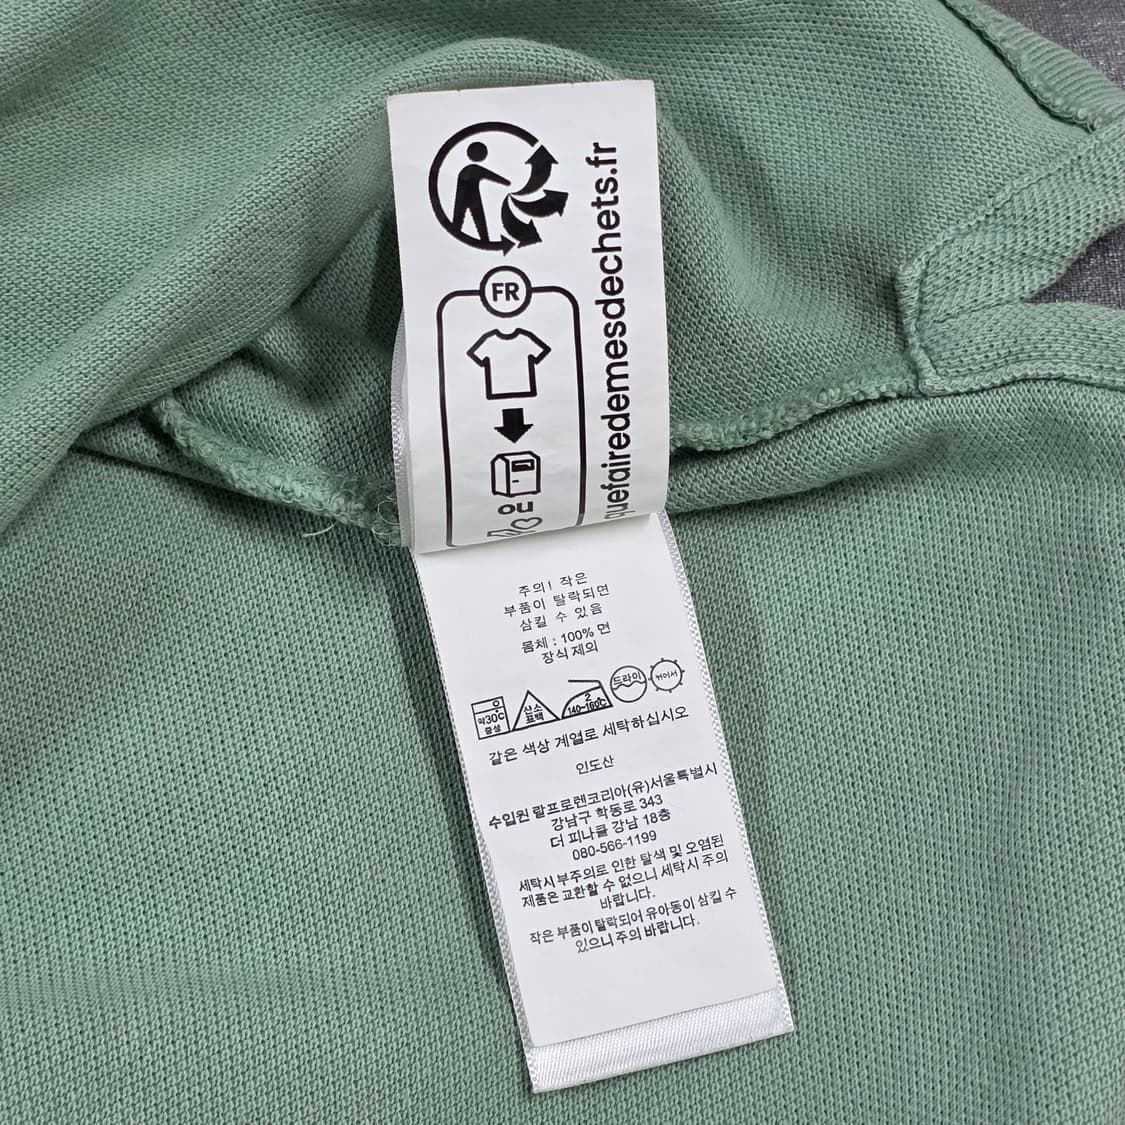 FR
ou
quefairedemesdechets.fr
주의! 작은
부품이 탈락되면
삼킬 수 있음
몸체 : 100% 면
장식제의
약30℃
중성
산소
표백
2
140~160℃
드라이
뉘어서
같은 색상 계열로 세탁하십시오
인도산
수입원 랄프로렌코리아(유)서울특별시
강남구 학동로 343
더 피나클 강남 18층
080-566-1199
세탁시부주의로 인한 탈색 및 오염된
제품은 교환할 수 없으니 세탁시 주의
바랍니다.
작은 부품이탈락되어 유아동이 삼킬 수
있으니 주의 바랍니다.